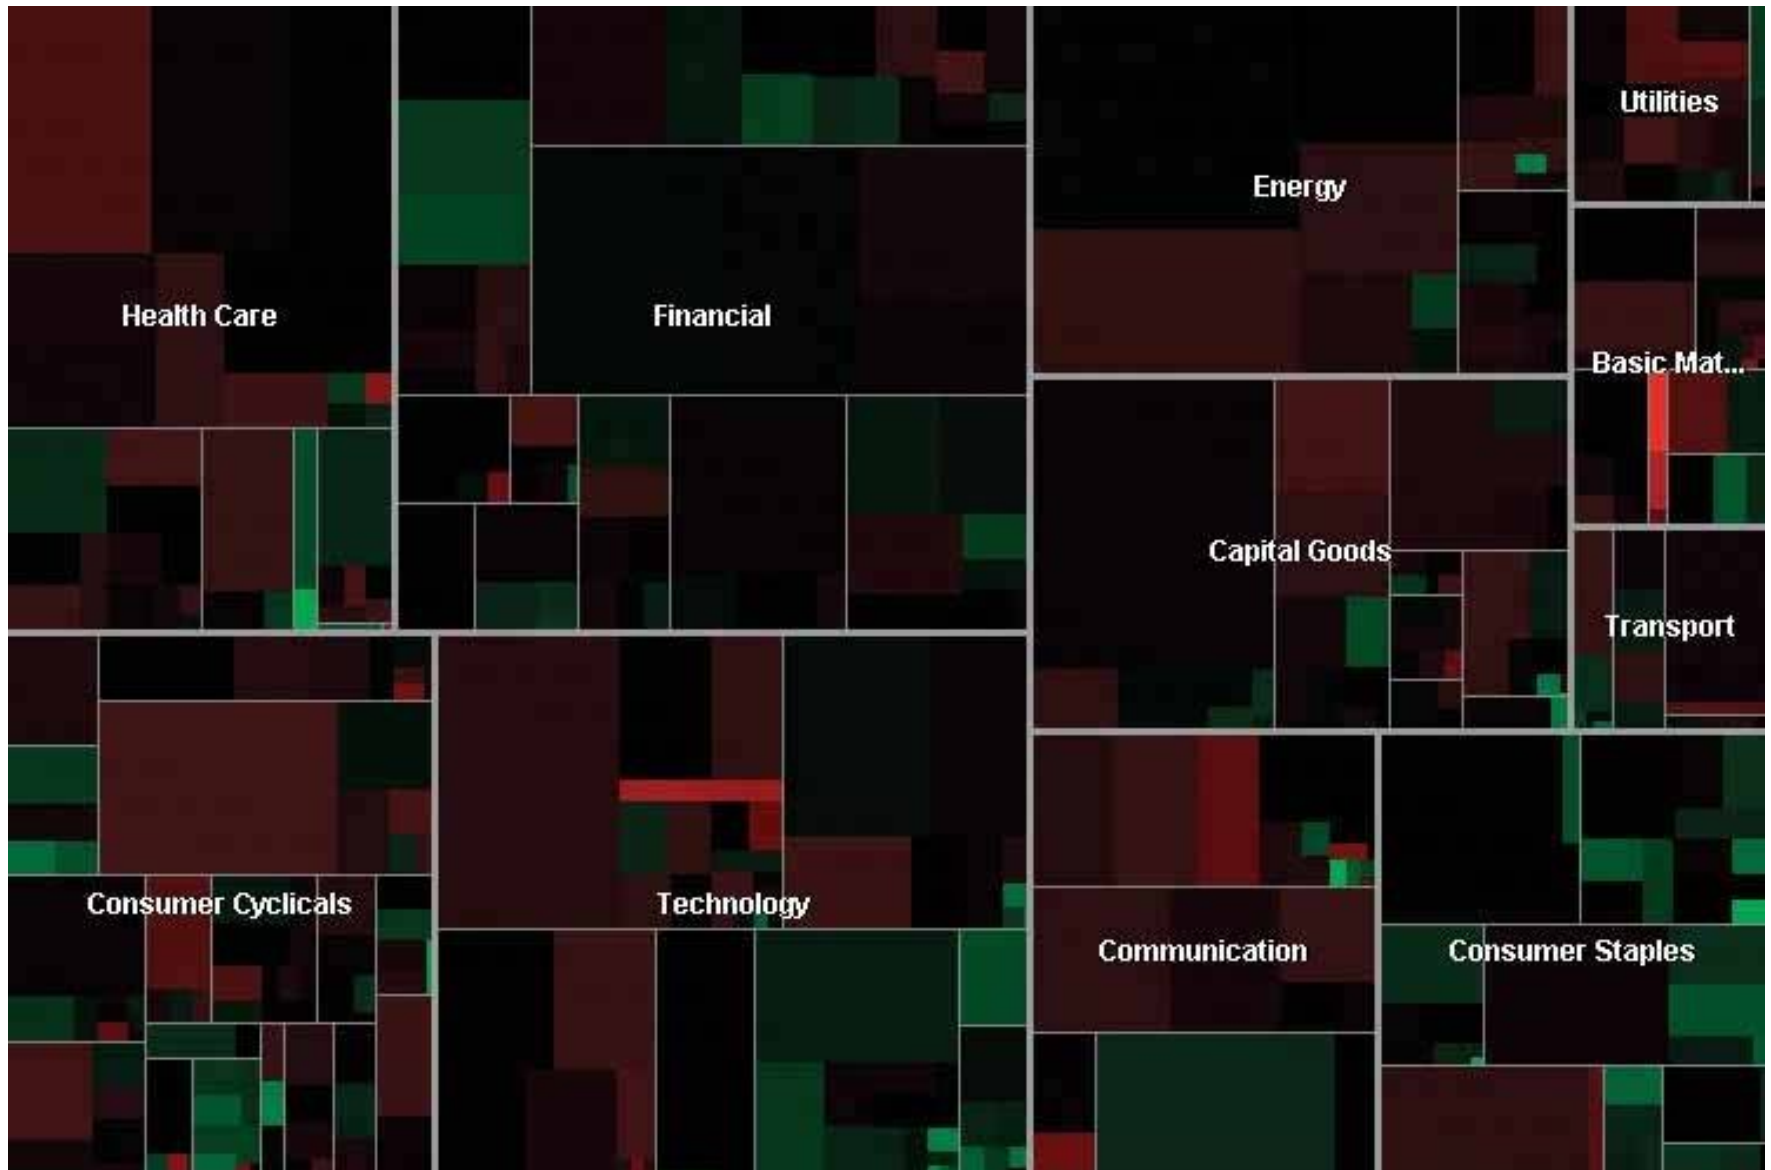 Utilities
Energy
Health Care
Financial
Basic Mat...
Capital Goods
Transport
Consumer Cyclicals
Technology
Communication
Consumer Staples